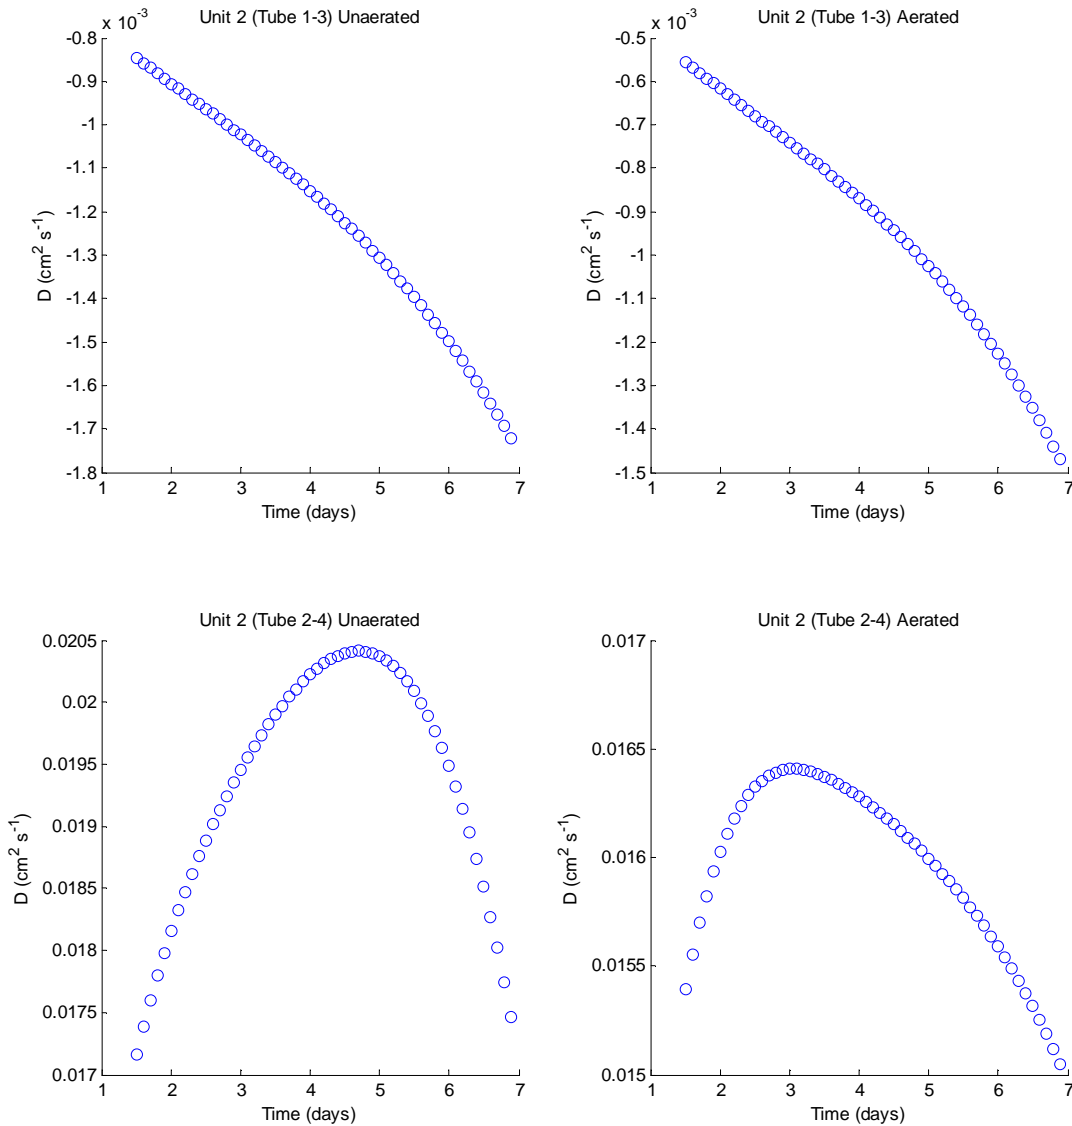 Unit 2 (Tube 1-3) Unaerated
x 10-3
-0.8
-0.9
-1
-1.1
-1.2
-1.3
-1.4
-1.5
-1.6
-1.7
-1.8
D (cm2 s-1)
1 2 3 4 5 6 7
Time (days)
Unit 2 (Tube 1-3) Aerated
x 10-3
-0.5
-0.6
-0.7
-0.8
-0.9
-1
-1.1
-1.2
-1.3
-1.4
-1.5
D (cm2 s-1)
1 2 3 4 5 6 7
Time (days)
Unit 2 (Tube 2-4) Unaerated
0.0205
0.02
0.0195
0.019
0.0185
0.018
0.0175
0.017
D (cm2 s-1)
1 2 3 4 5 6 7
Time (days)
Unit 2 (Tube 2-4) Aerated
0.017
0.0165
0.016
0.0155
0.015
D (cm2 s-1)
1 2 3 4 5 6 7
Time (days)